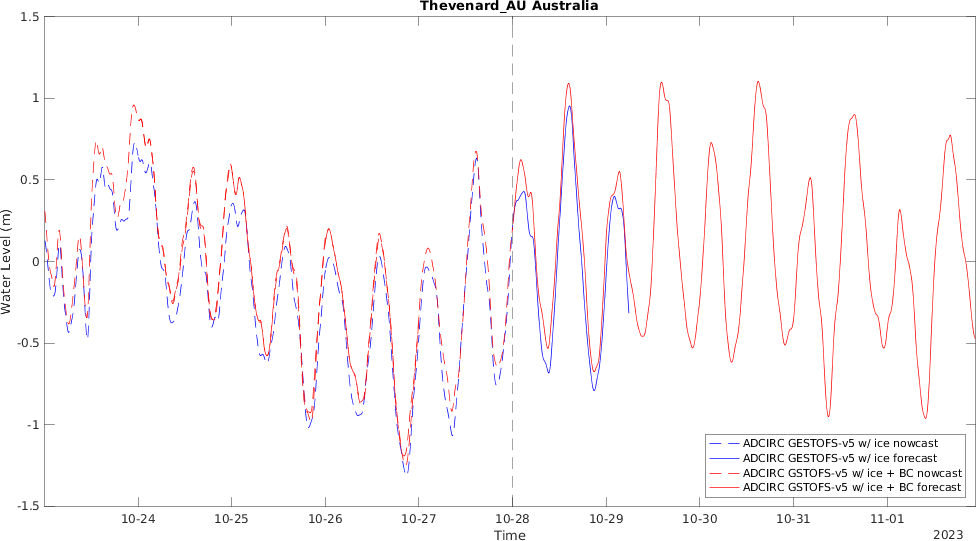 Thevenard_AU Australia
1.5
1
0.5
0
-0.5
-1
-1.5
Water Level (m)
10-24
10-25
10-26
10-27
10-28
10-29
10-30
10-31
11-01
Time
2023
ADCIRC GESTOFS-v5 w/ ice nowcast
ADCIRC GESTOFS-v5 w/ ice forecast
ADCIRC GSTOFS-v5 w/ ice + BC nowcast
ADCIRC GSTOFS-v5 w/ ice + BC forecast